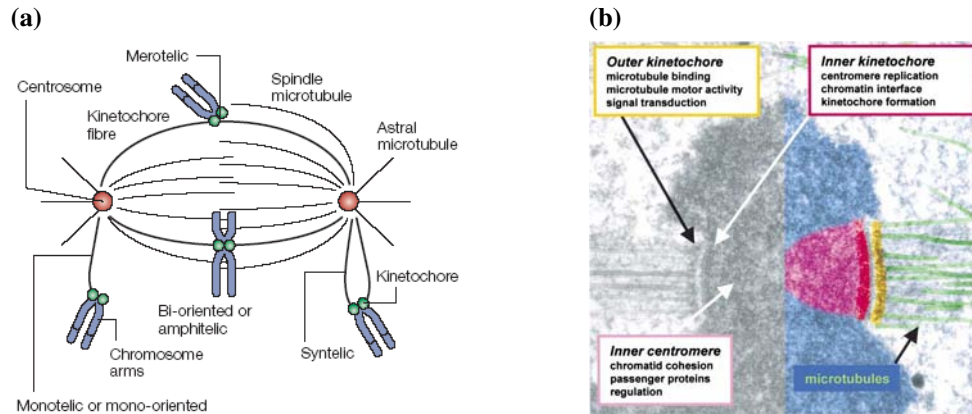 (a)
Merotelic
Centrosome
Spindle
microtubule
Kinetochore
fibre
Astral
microtubule
Kinetochore
Bi-oriented or
amphitelic
Chromosome
arms
Syntelic
Monotelic or mono-oriented
(b)
Outer kinetochore
microtubule binding
microtubule motor activity
signal transduction
Inner kinetochore
centromere replication
chromatin interface
kinetochore formation
Inner centromere
chromatid cohesion
passenger proteins
regulation
microtubules